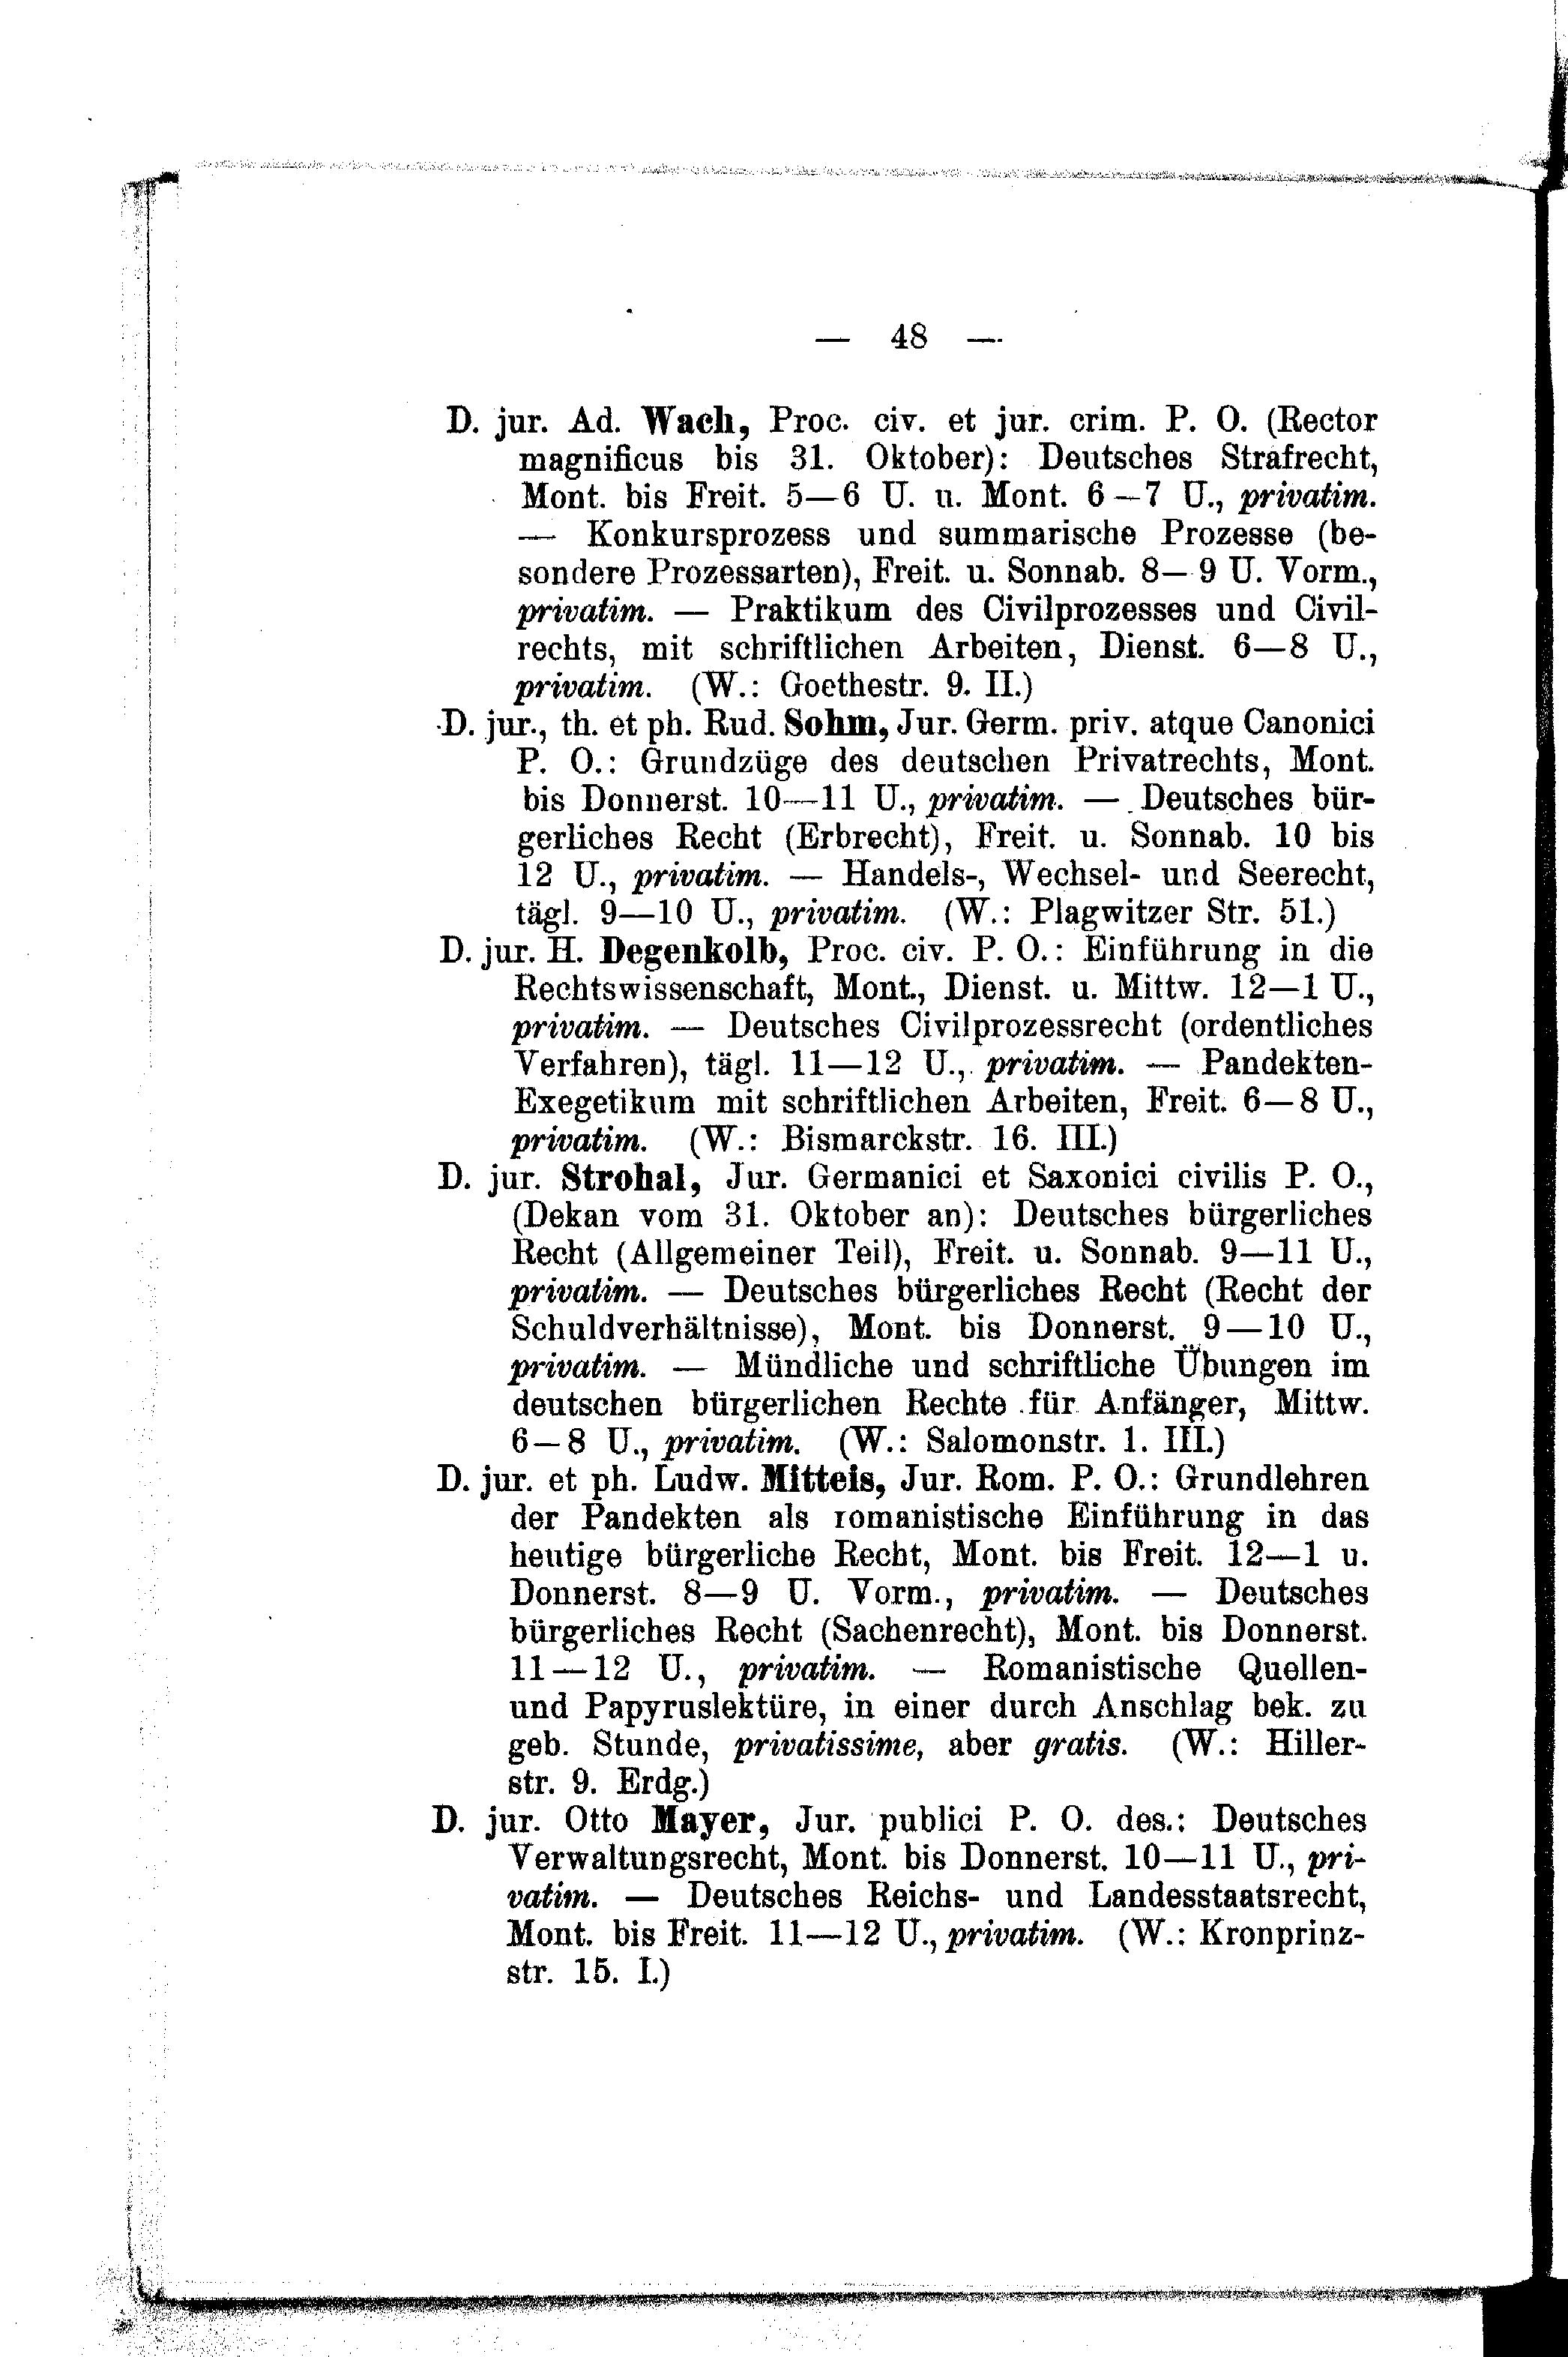 — 48 —
D. jur. Ad. Wach, Proc. civ. et jur. crim. P. O. (Rector
magnificus bis 31. Oktober): Deutsches Strafrecht,
Mont. bis Freit. 5—6 U. u. Mont. 6—7 U., privatim.
— Konkursprozess und summarische Prozesse (be-
sondere Prozessarten), Freit. u. Sonnab. 8—9 U. Vorm.,
privatim. — Praktikum des Civilprozesses und Civil-
rechts, mit schriftlichen Arbeiten, Dienst. 6—8 U.,
privatim. (W.: Goethestr. 9. II.)
D. jur., th. et ph. Rud. Sohm, Jur. Germ. priv. atque Canonici
P. O.: Grundzüge des deutschen Privatrechts, Mont.
bis Donnerst. 10—11 U., privatim. — Deutsches bür-
gerliches Recht (Erbrecht), Freit. u. Sonnab. 10 bis
12 U., privatim. — Handels-, Wechsel- und Seerecht,
tägl. 9—10 U., privatim. (W.: Plagwitzer Str. 51.)
D. jur. H. Degenkolb, Proc. civ. P. O.: Einführung in die
Rechtswissenschaft, Mont., Dienst. u. Mittw. 12—1 U.,
privatim. — Deutsches Civilprozessrecht (ordentliches
Verfahren), tägl. 11—12 U., privatim. — Pandekten-
Exegetikum mit schriftlichen Arbeiten, Freit. 6—8 U.,
privatim. (W.: Bismarckstr. 16. III.)
D. jur. Strohal, Jur. Germanici et Saxonici civilis P. O.,
(Dekan vom 31. Oktober an): Deutsches bürgerliches
Recht (Allgemeiner Teil), Freit. u. Sonnab. 9—11 U.,
privatim. — Deutsches bürgerliches Recht (Recht der
Schuldverhältnisse), Mont. bis Donnerst. 9—10 U.,
privatim. — Mündliche und schriftliche Übungen im
deutschen bürgerlichen Rechte für Anfänger, Mittw.
6—8 U., privatim. (W.: Salomonstr. 1. III.)
D. jur. et ph. Ludw. Mitteis, Jur. Rom. P. O.: Grundlehren
der Pandekten als romanistische Einführung in das
heutige bürgerliche Recht, Mont. bis Freit. 12—1 u.
Donnerst. 8—9 U. Vorm., privatim. — Deutsches
bürgerliches Recht (Sachenrecht), Mont. bis Donnerst.
11—12 U., privatim. — Romanistische Quellen-
und Papyruslektüre, in einer durch Anschlag bek. zu
geb. Stunde, privatissime, aber gratis. (W.: Hiller-
str. 9. Erdg.)
D. jur. Otto Mayer, Jur. publici P. O. des.: Deutsches
Verwaltungsrecht, Mont. bis Donnerst. 10—11 U., pri-
vatim. — Deutsches Reichs- und Landesstaatsrecht,
Mont. bis Freit. 11—12 U., privatim. (W.: Kronprinz-
str. 15. I.)